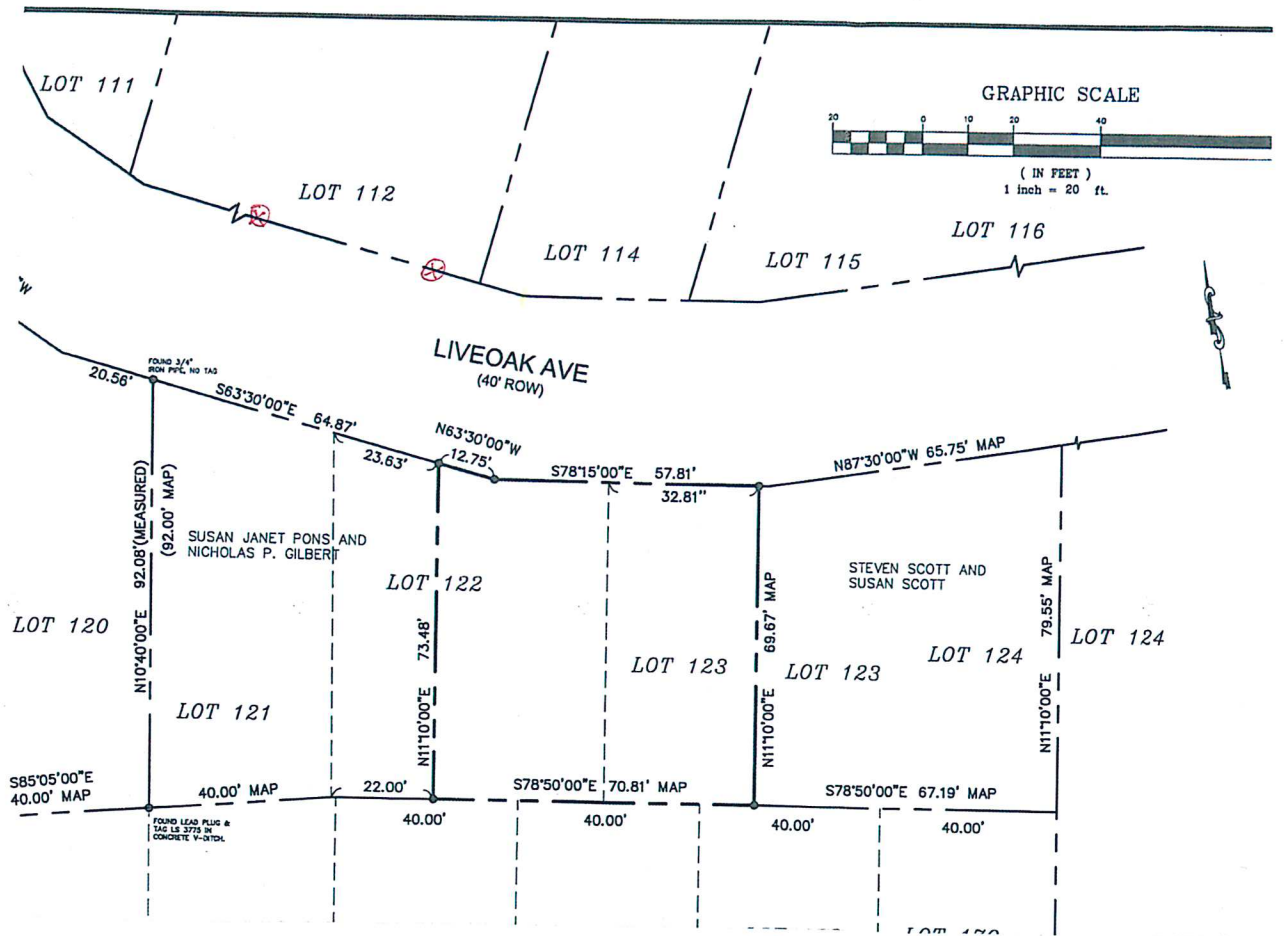 LOT 111
GRAPHIC SCALE
20 0 10 20 40
( IN FEET )
1 inch = 20 ft.
LOT 112
LOT 114
LOT 115
LOT 116
"W
LIVEOAK AVE
(40' ROW)
FOUND 3/4"
IRON PIPE, NO TAG
20.56'
S63°30'00"E 64.87'
23.63'
N63°30'00"W
12.75'
S78°15'00"E 57.81'
32.81"
N87°30'00"W 65.75' MAP
N10°40'00"E 92.08'(MEASURED)
(92.00' MAP)
SUSAN JANET PONS AND
NICHOLAS P. GILBERT
LOT 122
STEVEN SCOTT AND
SUSAN SCOTT
LOT 120
N11°10'00"E 73.48'
LOT 123
N11°10'00"E 69.67' MAP
LOT 123
LOT 124
N11°10'00"E 79.55' MAP
LOT 124
LOT 121
S85°05'00"E
40.00' MAP
40.00' MAP
22.00'
S78°50'00"E 70.81' MAP
S78°50'00"E 67.19' MAP
FOUND LEAD PLUG &
TAG LS 3775 IN
CONCRETE V-DITCH.
40.00'
40.00'
40.00'
40.00'